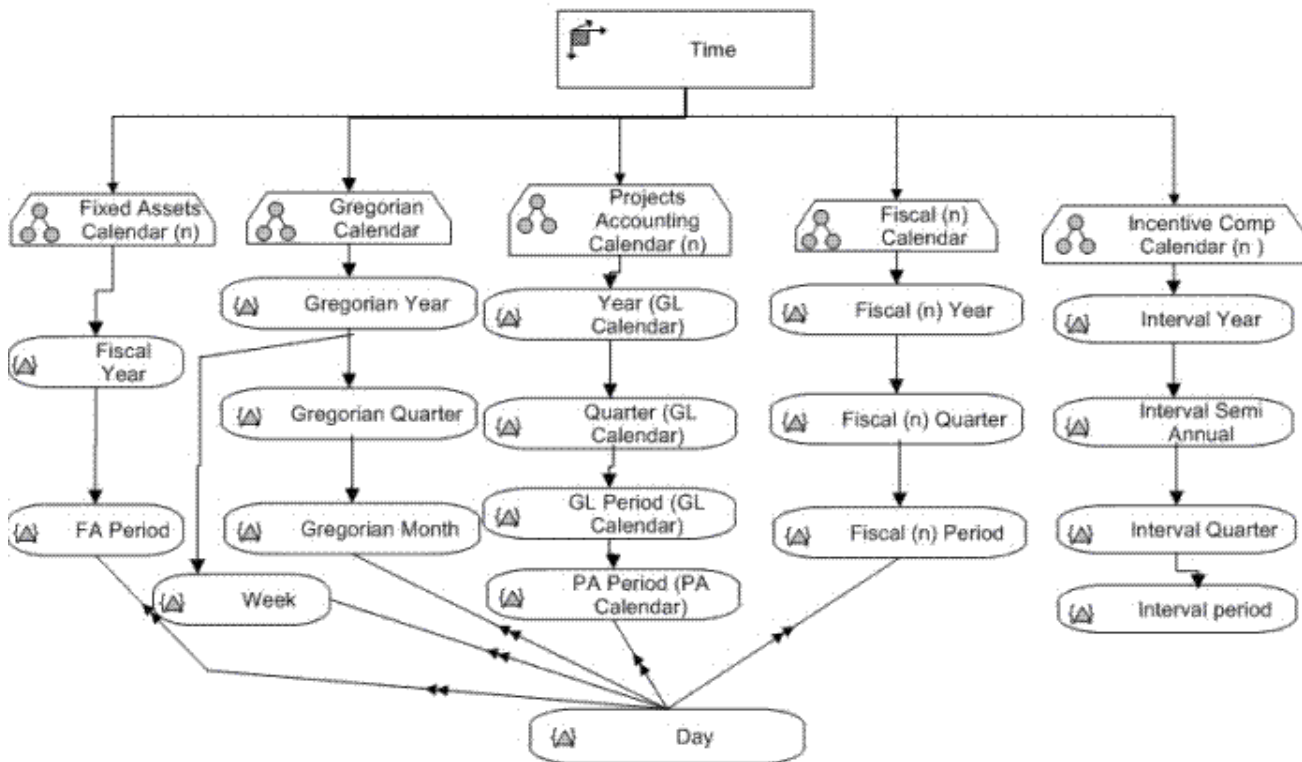 Time
Fixed Assets
Calendar (n)
Gregorian
Calendar
Projects
Accounting
Calendar (n)
Fiscal (n)
Calendar
Incentive Comp
Calendar (n )
Gregorian Year
Year (GL
Calendar)
Fiscal (n) Year
Interval Year
Fiscal
Year
Gregorian Quarter
Quarter (GL
Calendar)
Fiscal (n) Quarter
Interval Semi
Annual
FA Period
Gregorian Month
GL Period (GL
Calendar)
Fiscal (n) Period
Interval Quarter
Week
PA Period (PA
Calendar)
Interval period
Day